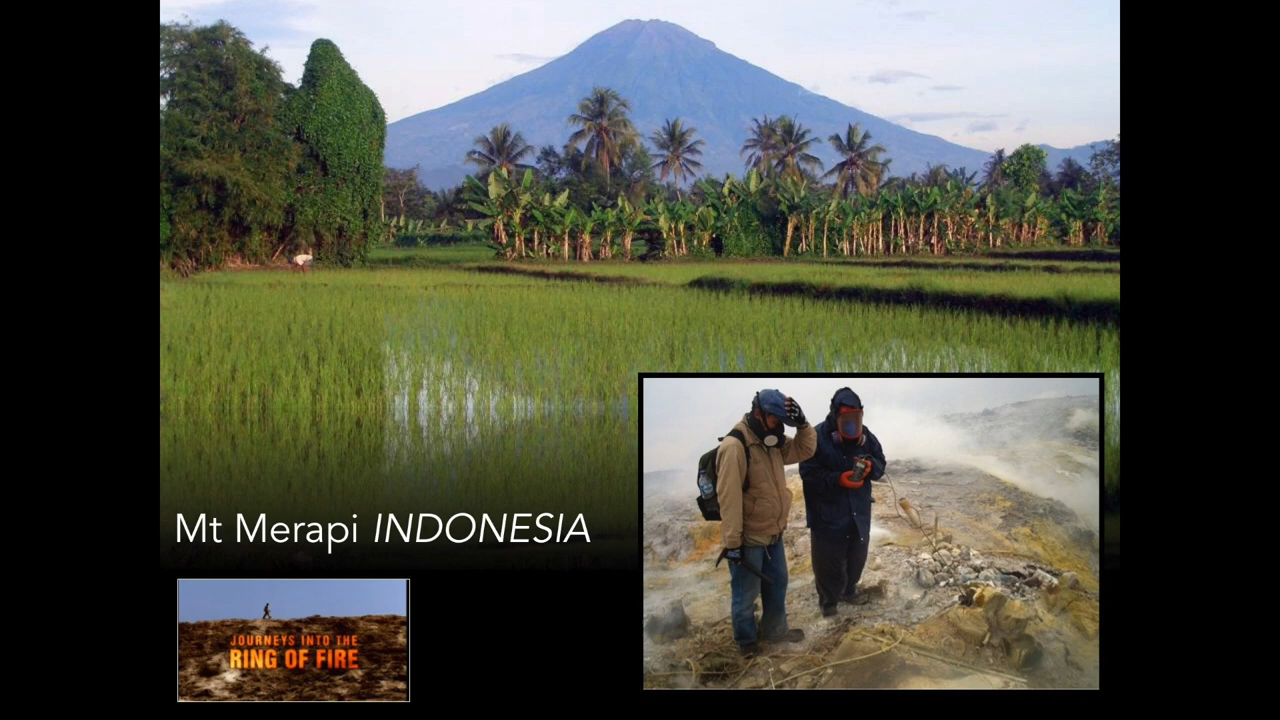 Mt Merapi INDONESIA
JOURNEYS INTO THE
RING OF FIRE